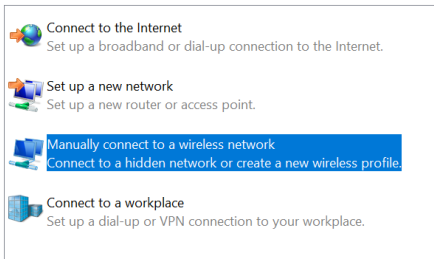 Connect to the Internet
Set up a broadband or dial-up connection to the Internet.
Set up a new network
Set up a new router or access point.
Manually connect to a wireless network
Connect to a hidden network or create a new wireless profile.
Connect to a workplace
Set up a dial-up or VPN connection to your workplace.